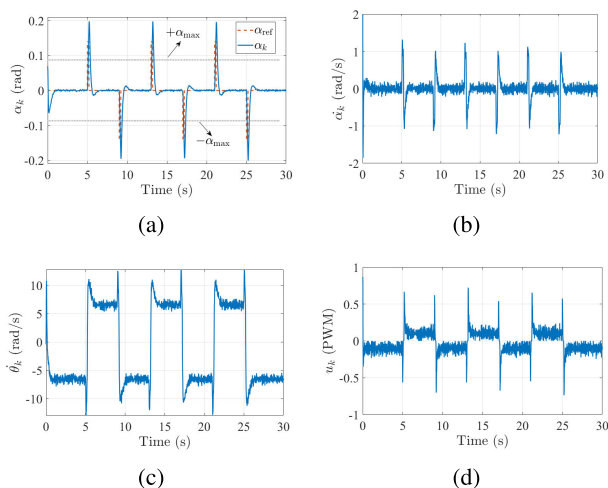 0.2
0.1
0
-0.1
-0.2
α_k (rad)
+α_max
−α_max
α_ref
α_k
0 5 10 15 20 25 30
Time (s)
(a)
2
1
0
-1
-2
α̇_k (rad/s)
0 5 10 15 20 25 30
Time (s)
(b)
10
5
0
-5
-10
θ̇_k (rad/s)
0 5 10 15 20 25 30
Time (s)
(c)
1
0.5
0
-0.5
-1
u_k (PWM)
0 5 10 15 20 25 30
Time (s)
(d)